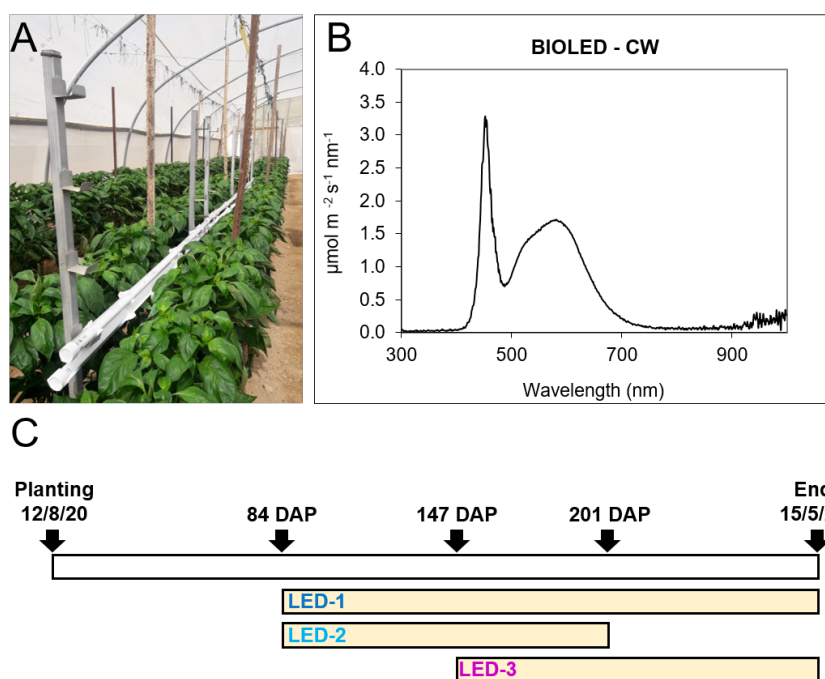 A
B
BIOLED - CW
4.0
3.5
3.0
2.5
2.0
1.5
1.0
0.5
0.0
µmol m -2 s-1 nm-1
300 500 700 900
Wavelength (nm)
C
Planting
12/8/20
84 DAP
147 DAP
201 DAP
15/5/
LED-1
LED-2
LED-3